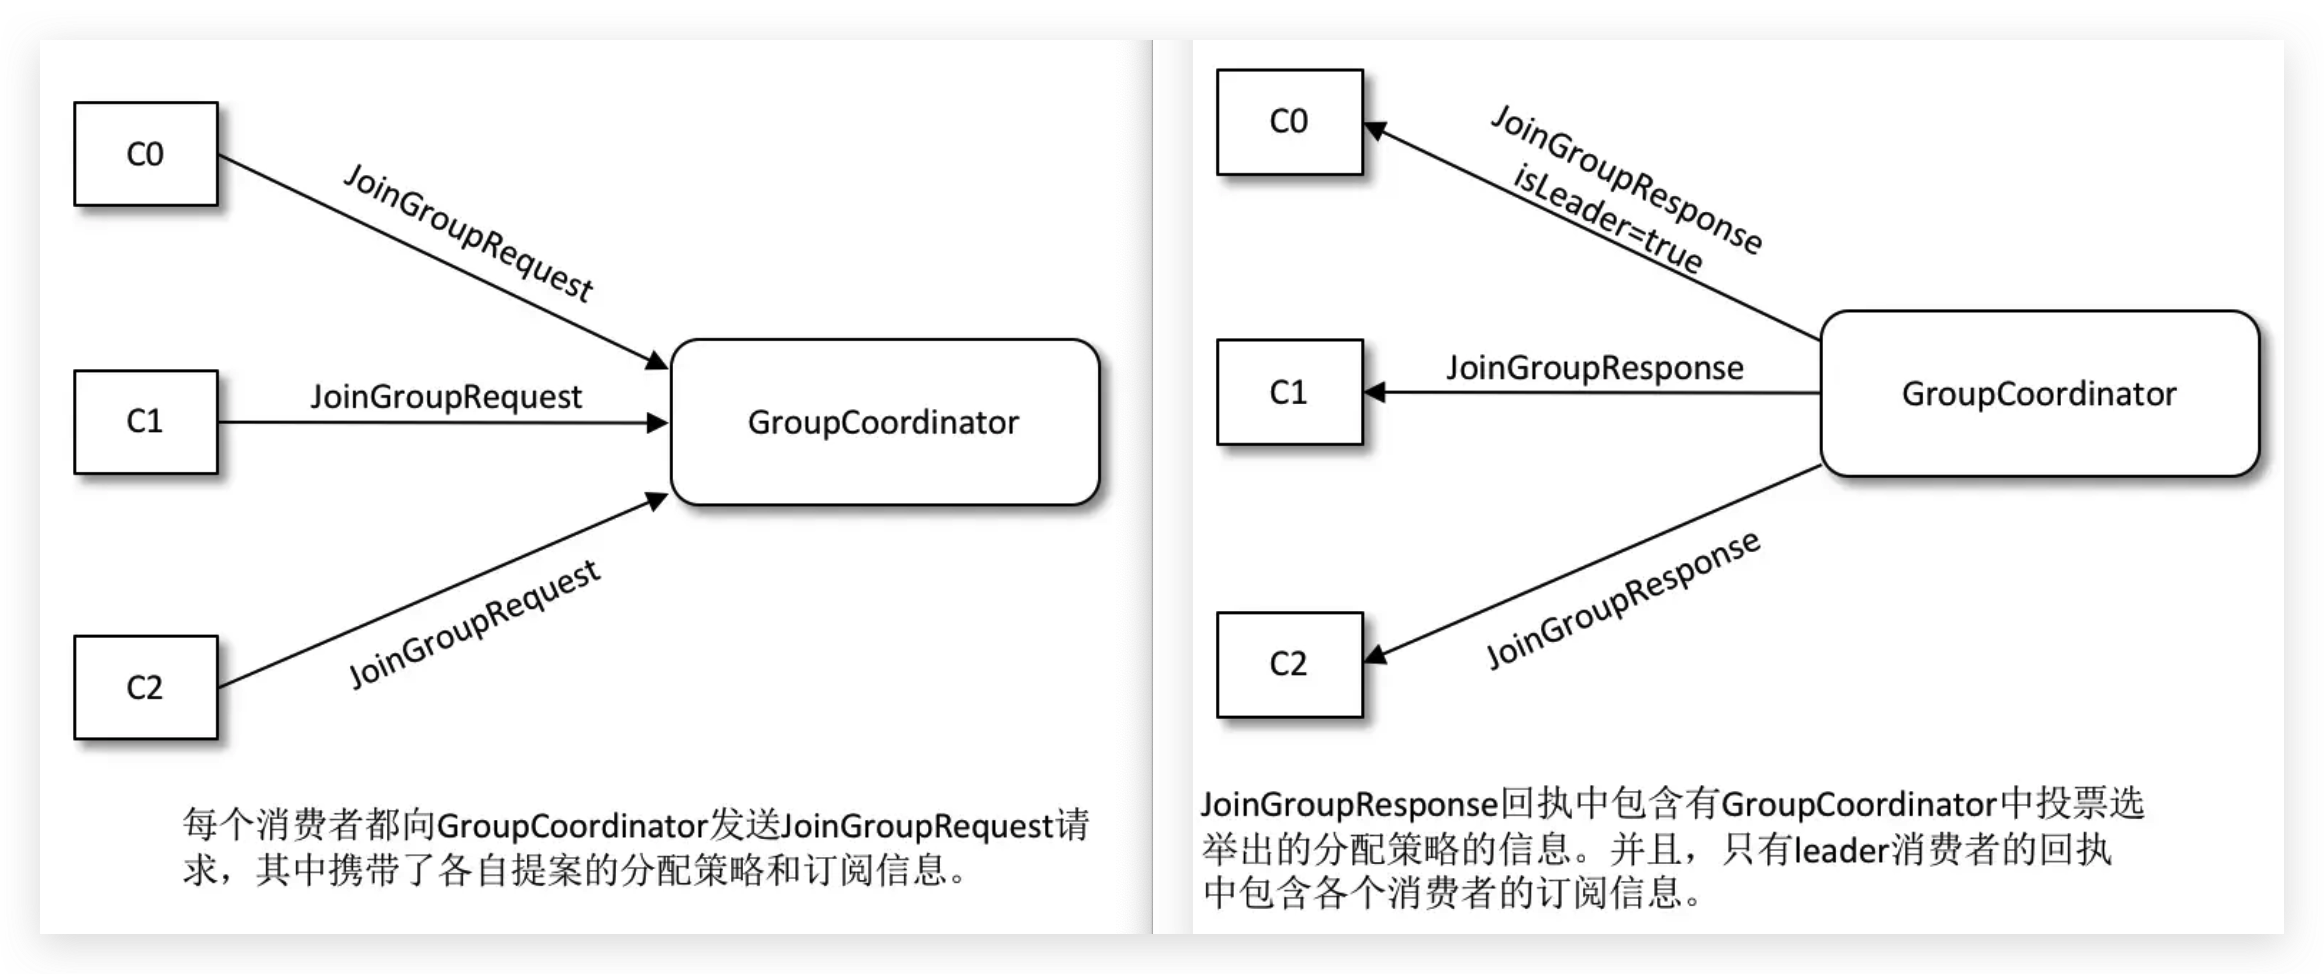 C0
JoinGroupRequest
C1
JoinGroupRequest
GroupCoordinator
C2
JoinGroupRequest
每个消费者都向GroupCoordinator发送JoinGroupRequest请
求，其中携带了各自提案的分配策略和订阅信息。
C0
JoinGroupResponse
isLeader=true
C1
JoinGroupResponse
GroupCoordinator
C2
JoinGroupResponse
JoinGroupResponse回执中包含有GroupCoordinator中投票选
举出的分配策略的信息。并且，只有leader消费者的回执
中包含各个消费者的订阅信息。